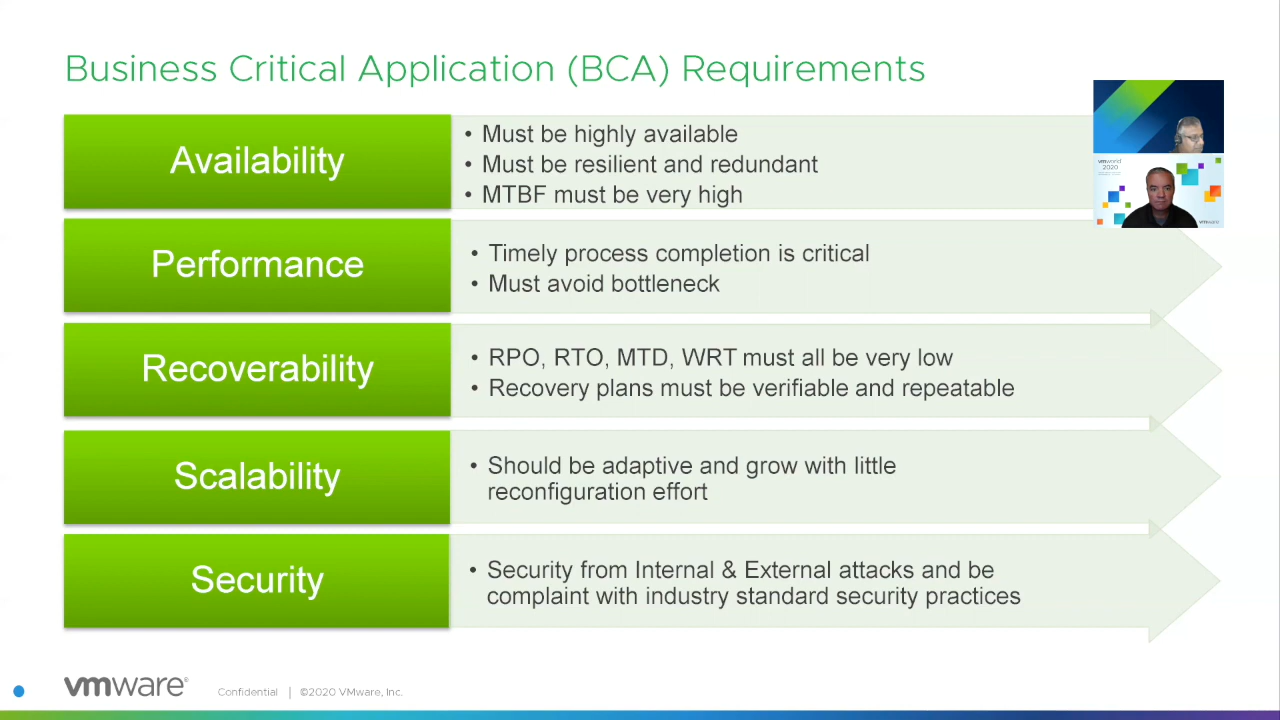 Business Critical Application (BCA) Requirements
Availability
• Must be highly available
• Must be resilient and redundant
• MTBF must be very high
vmworld
2020
vmware
Performance
• Timely process completion is critical
• Must avoid bottleneck
Recoverability
• RPO, RTO, MTD, WRT must all be very low
• Recovery plans must be verifiable and repeatable
Scalability
• Should be adaptive and grow with little
reconfiguration effort
Security
• Security from Internal & External attacks and be
complaint with industry standard security practices
vmware®
Confidential | ©2020 VMware, Inc.